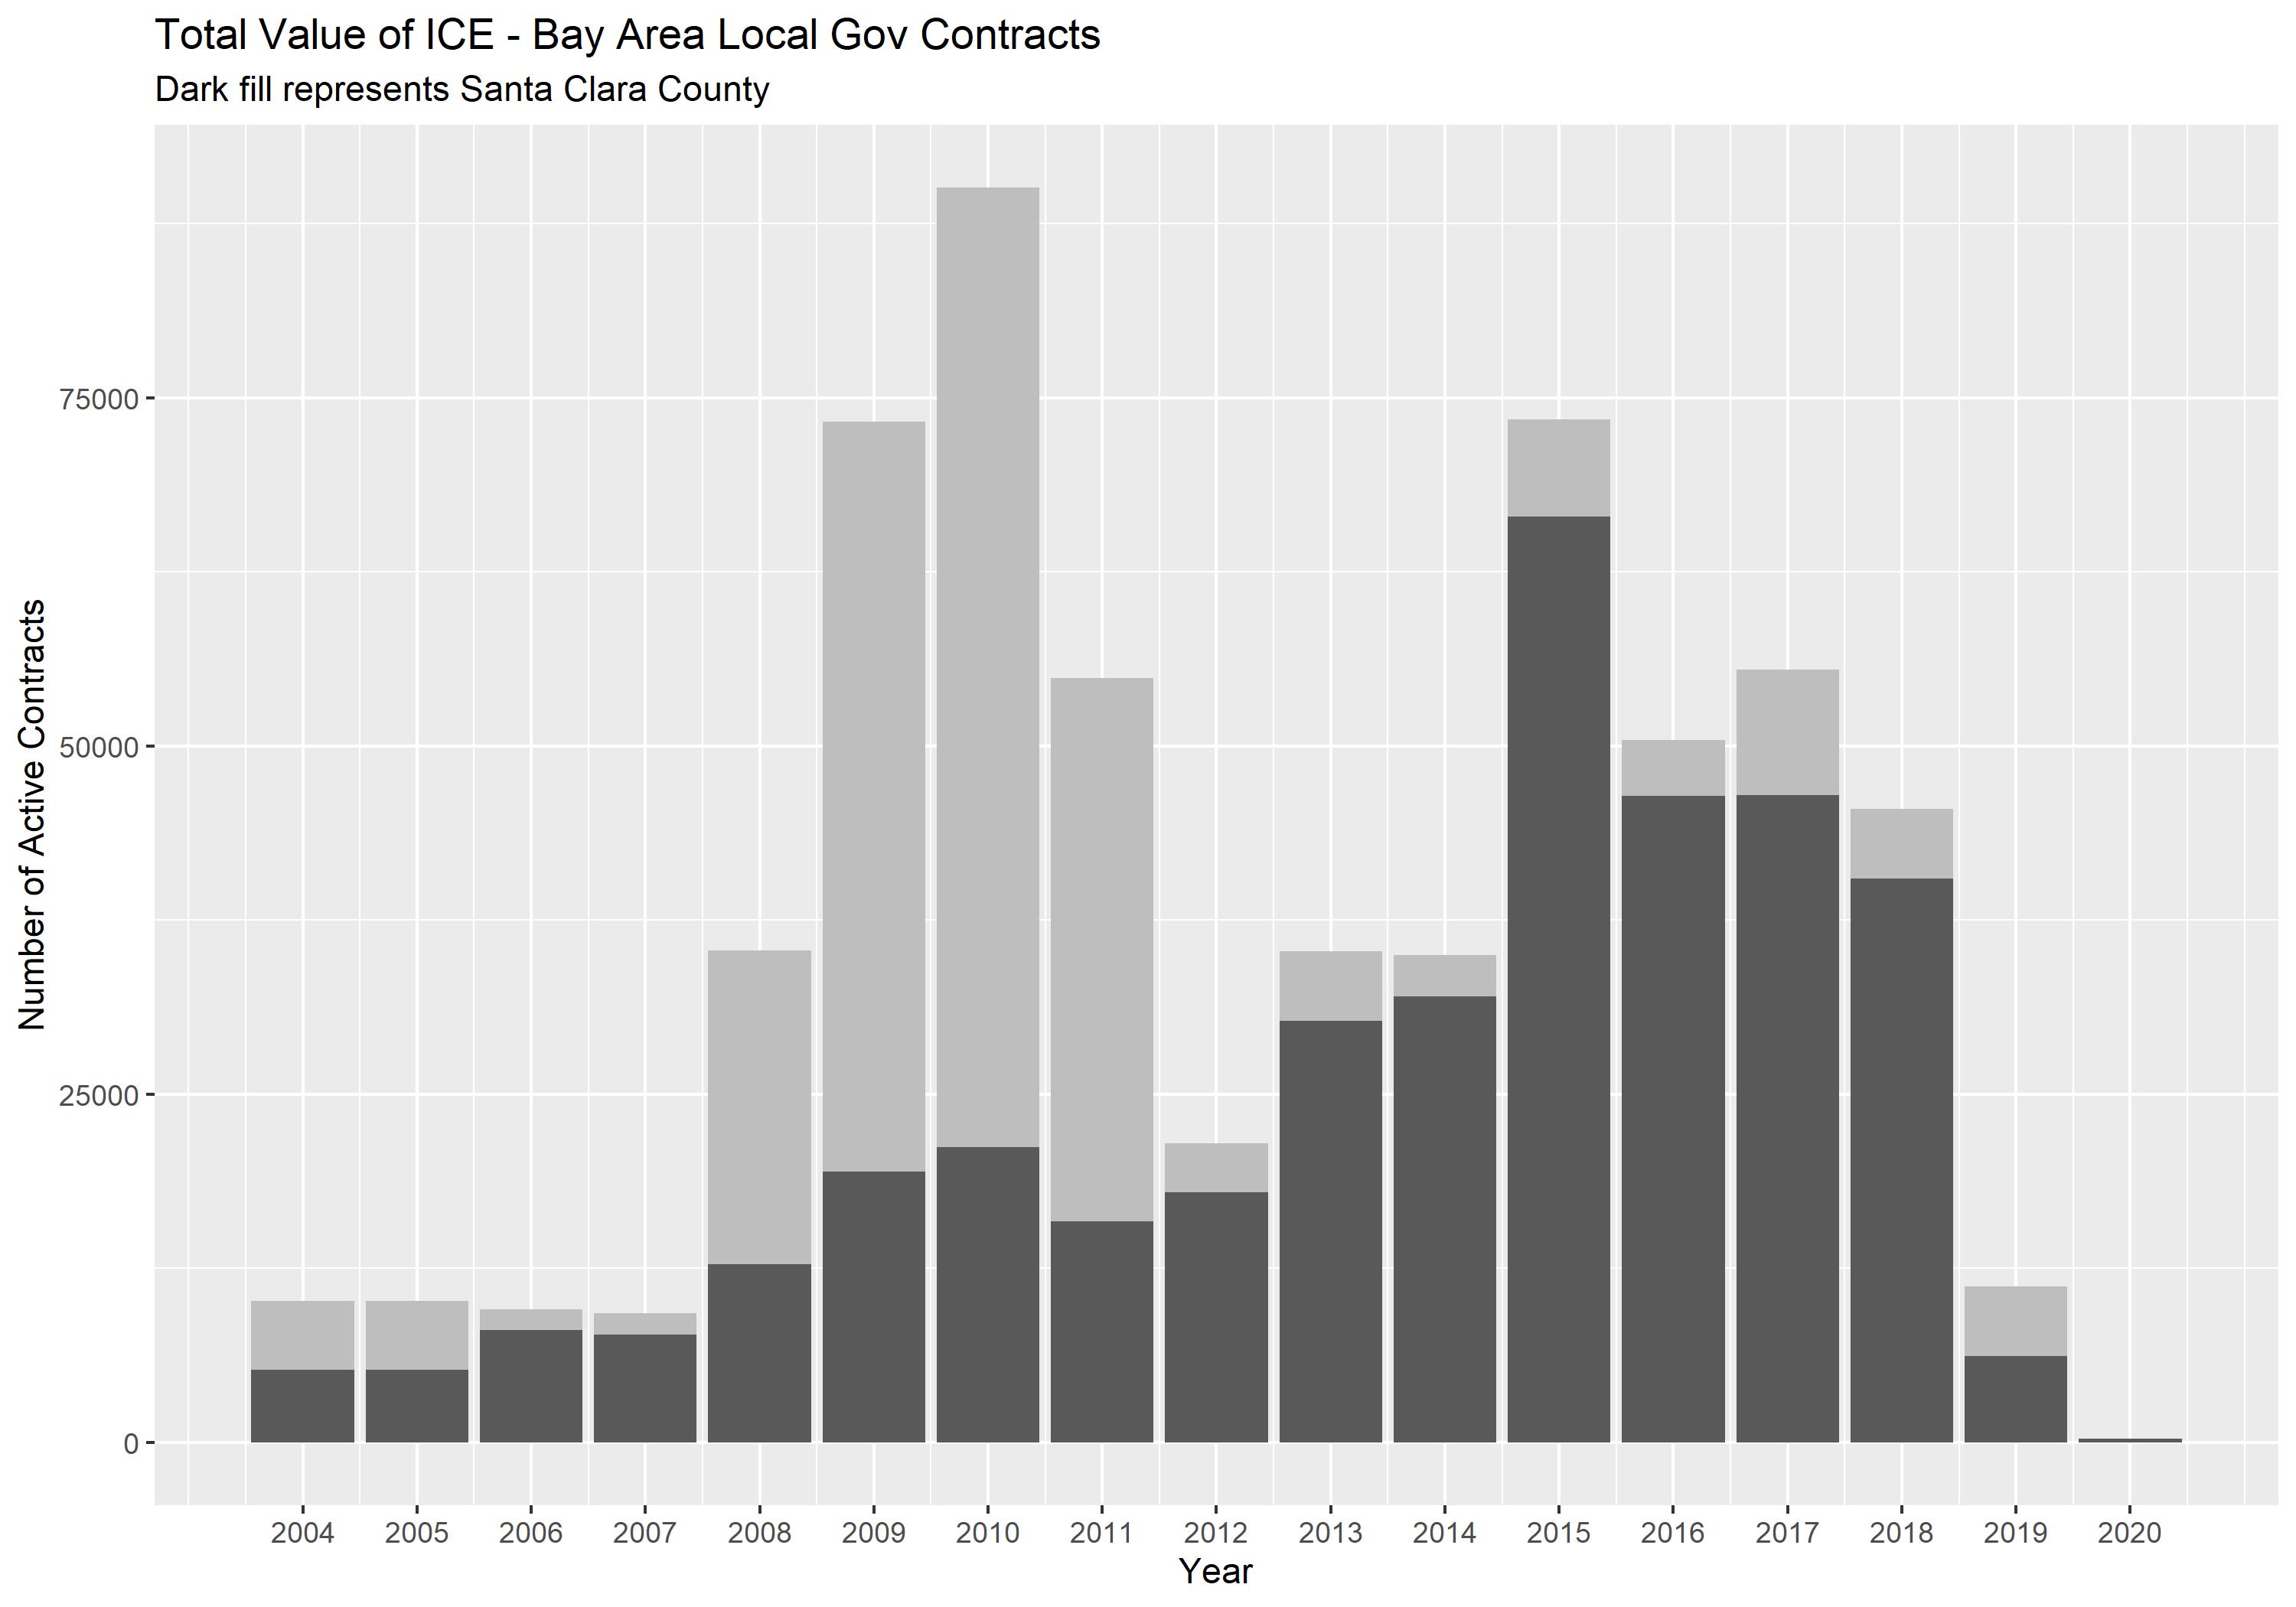 Total Value of ICE - Bay Area Local Gov Contracts
Dark fill represents Santa Clara County
Number of Active Contracts
75000
50000
25000
0
2004 2005 2006 2007 2008 2009 2010 2011 2012 2013 2014 2015 2016 2017 2018 2019 2020
Year